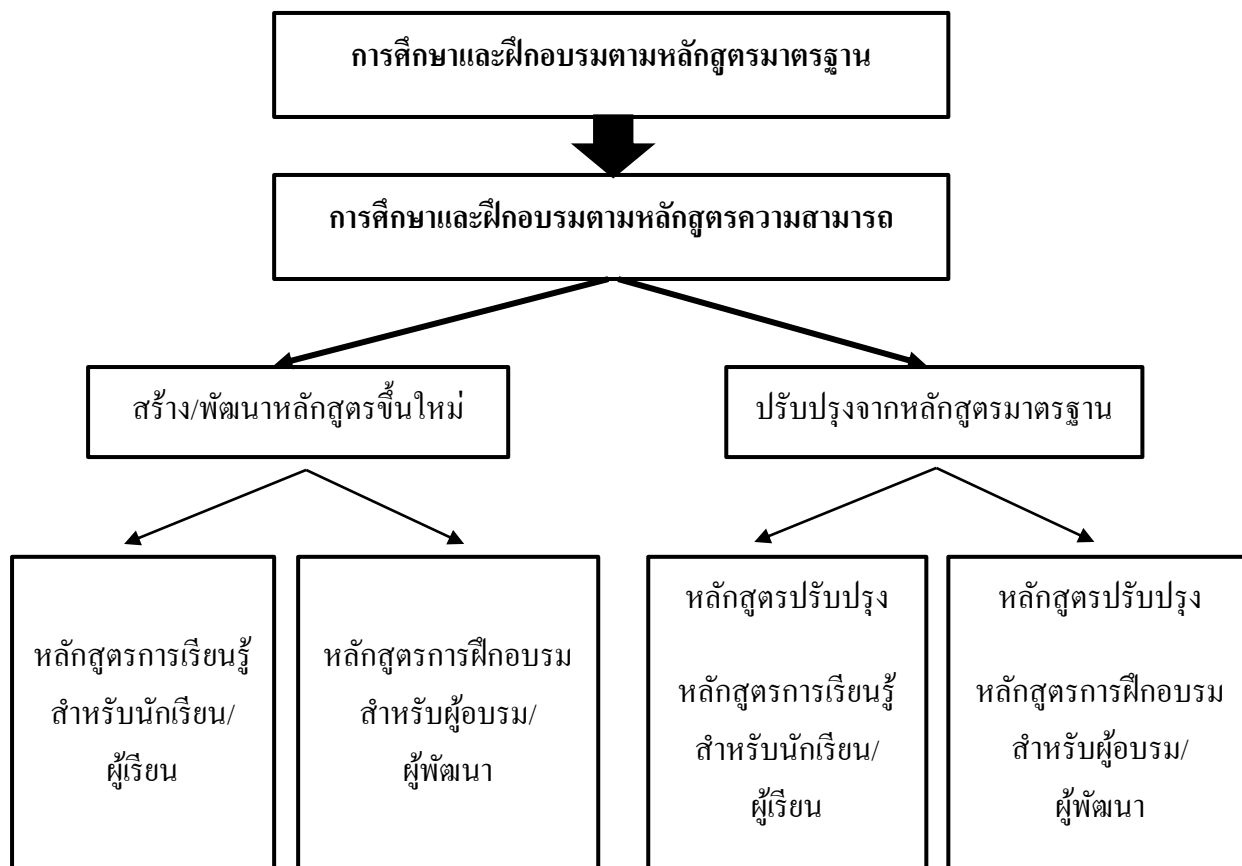 การศึกษาและฝึกอบรมตามหลักสูตรมาตรฐาน
การศึกษาและฝึกอบรมตามหลักสูตรความสามารถ
สร้าง/พัฒนาหลักสูตรขึ้นใหม่
ปรับปรุงจากหลักสูตรมาตรฐาน
หลักสูตรการเรียนรู้
สำหรับนักเรียน/
ผู้เรียน
หลักสูตรการฝึกอบรม
สำหรับผู้อบรม/
ผู้พัฒนา
หลักสูตรปรับปรุง
หลักสูตรการเรียนรู้
สำหรับนักเรียน/
ผู้เรียน
หลักสูตรปรับปรุง
หลักสูตรการฝึกอบรม
สำหรับผู้อบรม/
ผู้พัฒนา